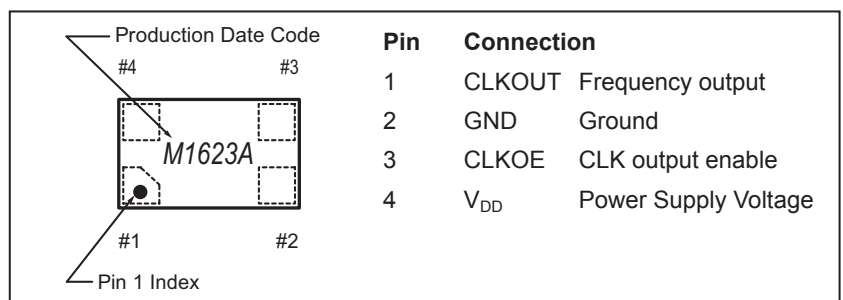 Production Date Code
#4 #3
M1623A
#1 #2
Pin 1 Index
Pin Connection
1 CLKOUT Frequency output
2 GND Ground
3 CLKOE CLK output enable
4 VDD Power Supply Voltage